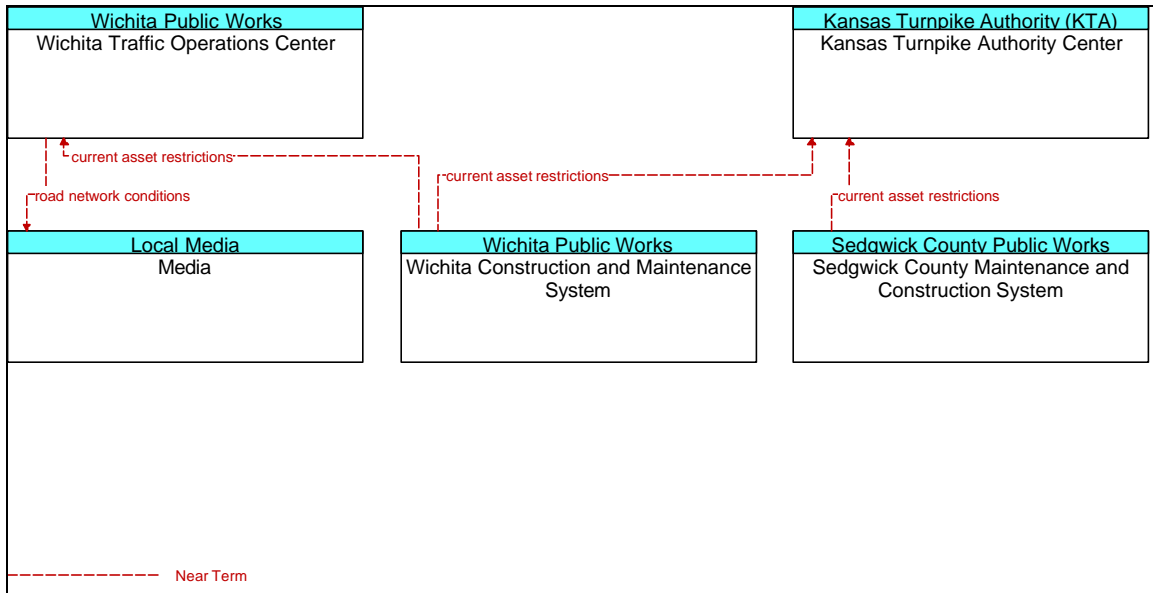 Wichita Public Works
Wichita Traffic Operations Center
Kansas Turnpike Authority (KTA)
Kansas Turnpike Authority Center
current asset restrictions
current asset restrictions
road network conditions
current asset restrictions
Local Media
Media
Wichita Public Works
Wichita Construction and Maintenance
System
Sedgwick County Public Works
Sedgwick County Maintenance and
Construction System
Near Term